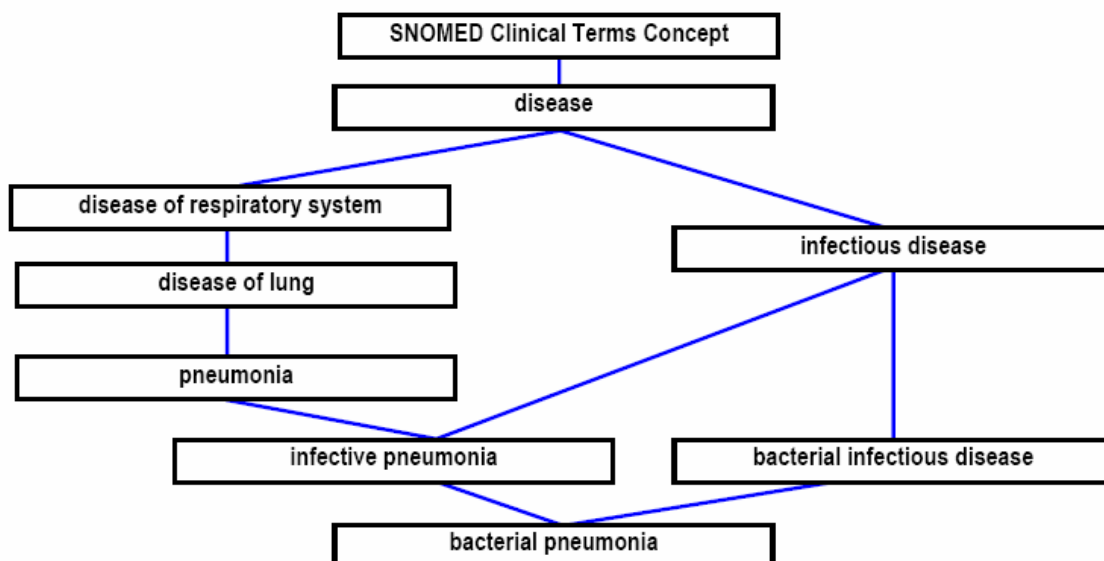 SNOMED Clinical Terms Concept
disease
disease of respiratory system
infectious disease
disease of lung
pneumonia
infective pneumonia
bacterial infectious disease
bacterial pneumonia